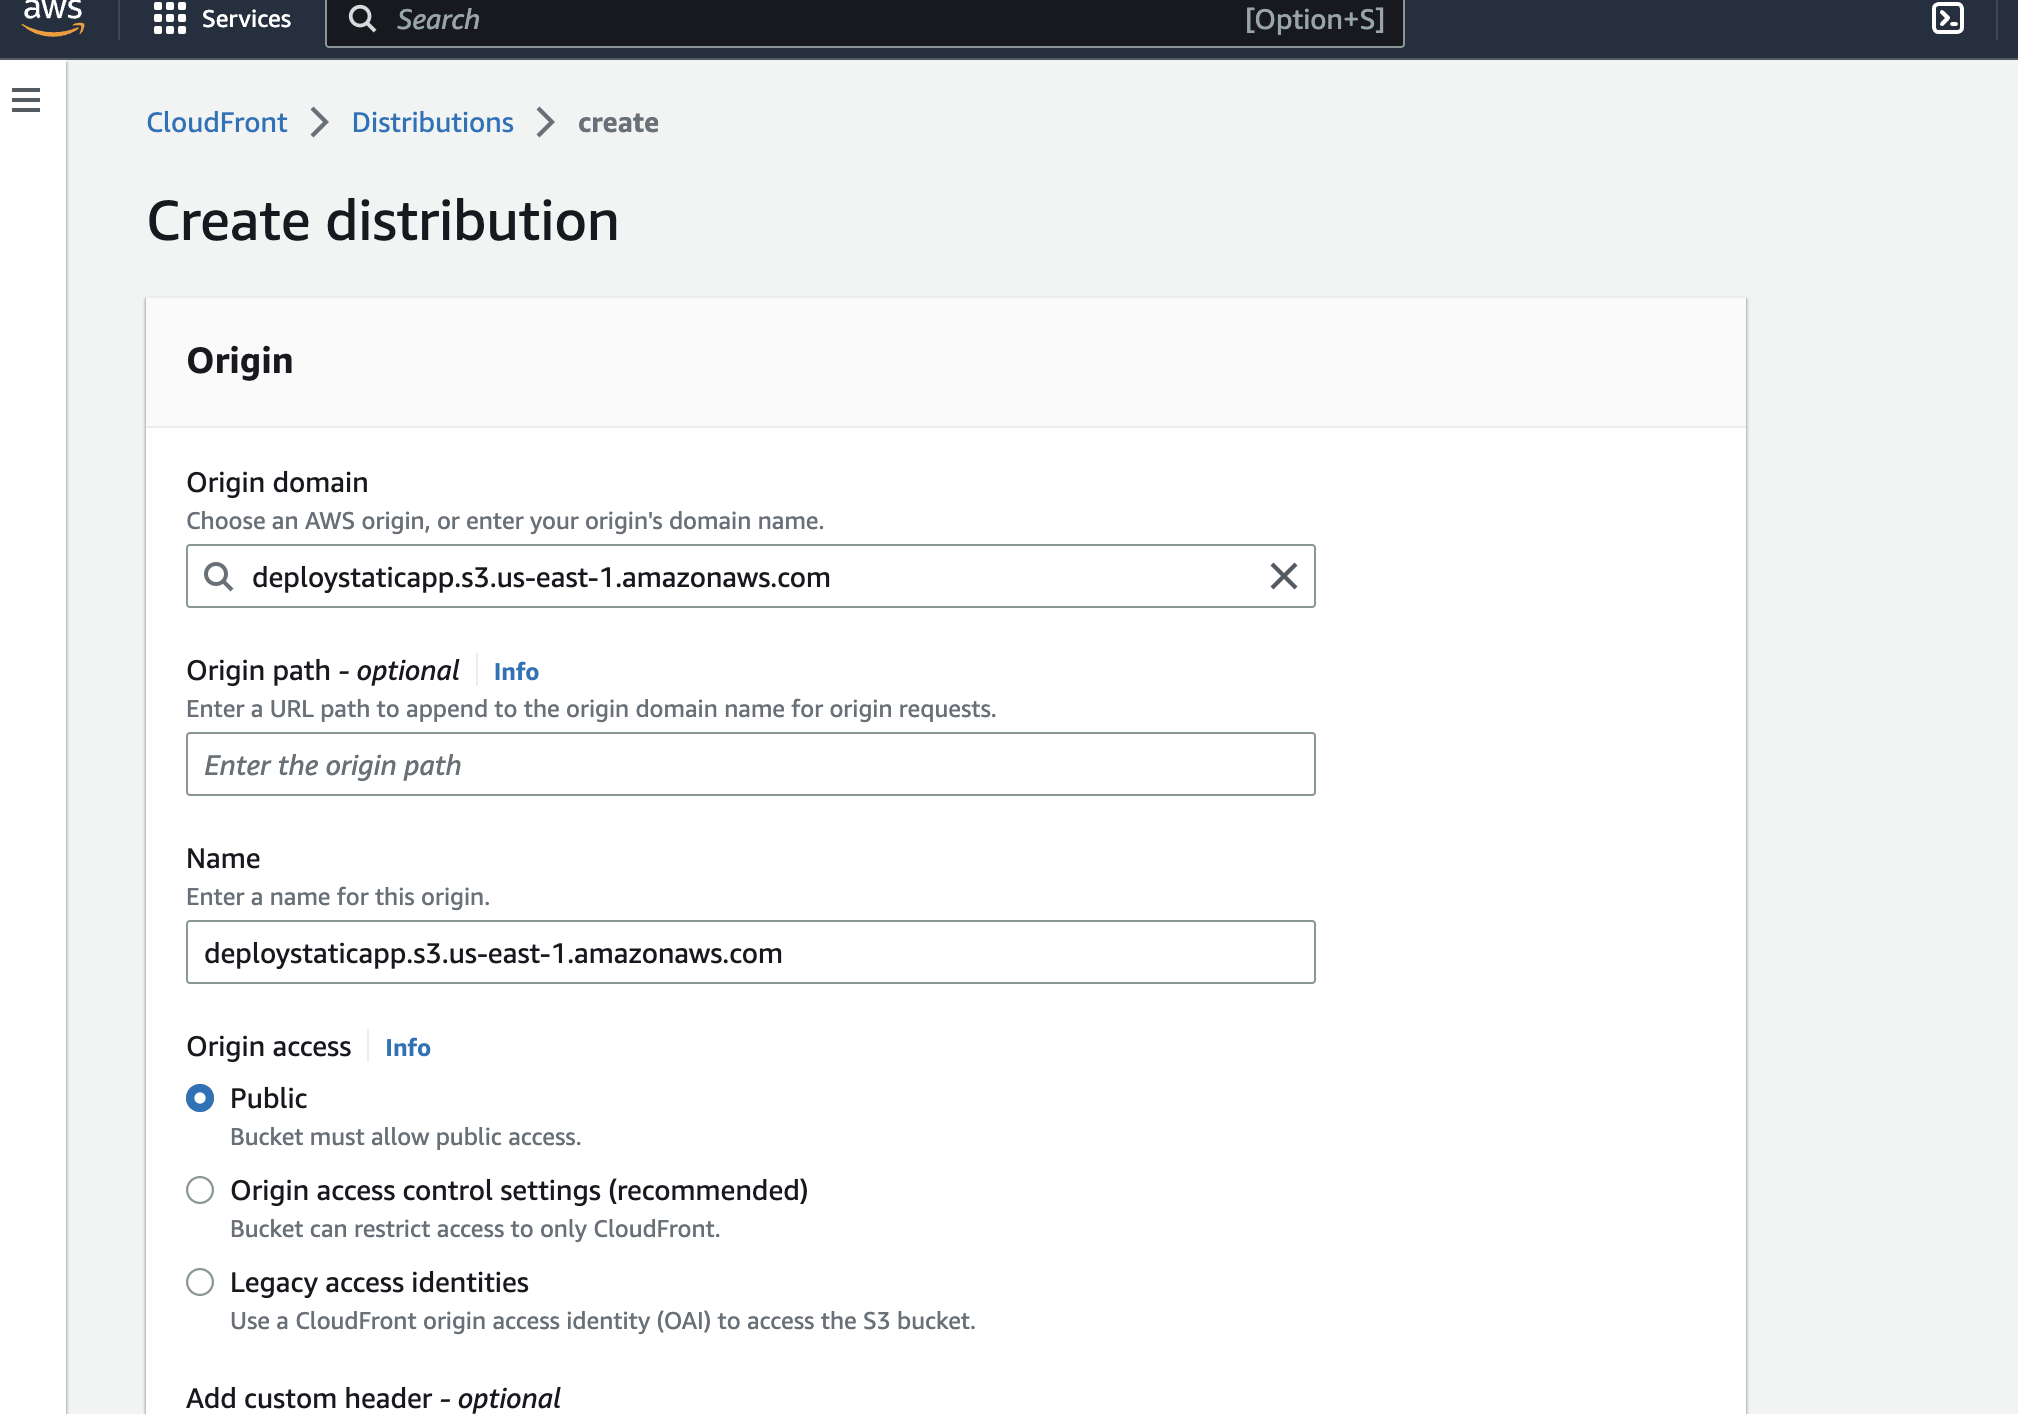 aws
Services
Search
[Option+S]
CloudFront > Distributions > create
Create distribution
Origin
Origin domain
Choose an AWS origin, or enter your origin's domain name.
deploystaticapp.s3.us-east-1.amazonaws.com
Origin path - optional
Info
Enter a URL path to append to the origin domain name for origin requests.
Enter the origin path
Name
Enter a name for this origin.
deploystaticapp.s3.us-east-1.amazonaws.com
Origin access
Info
Public
Bucket must allow public access.
Origin access control settings (recommended)
Bucket can restrict access to only CloudFront.
Legacy access identities
Use a CloudFront origin access identity (OAI) to access the S3 bucket.
Add custom header - optional